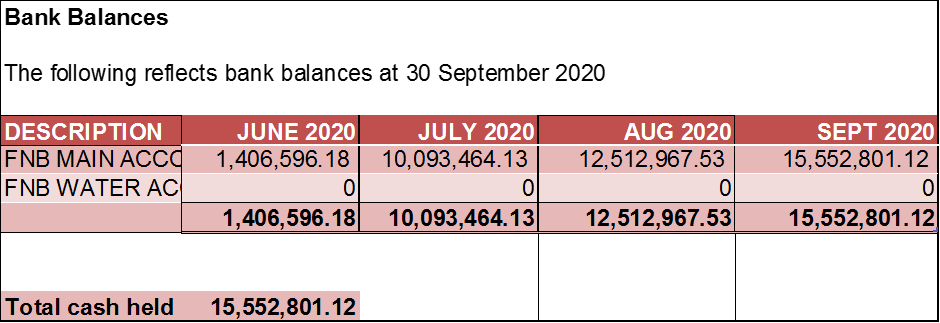 Bank Balances
The following reflects bank balances at 30 September 2020
DESCRIPTION JUNE 2020 JULY 2020 AUG 2020 SEPT 2020
FNB MAIN ACCC 1,406,596.18 10,093,464.13 12,512,967.53 15,552,801.12
FNB WATER AC 0 0 0 0
1,406,596.18 10,093,464.13 12,512,967.53 15,552,801.12
Total cash held 15,552,801.12